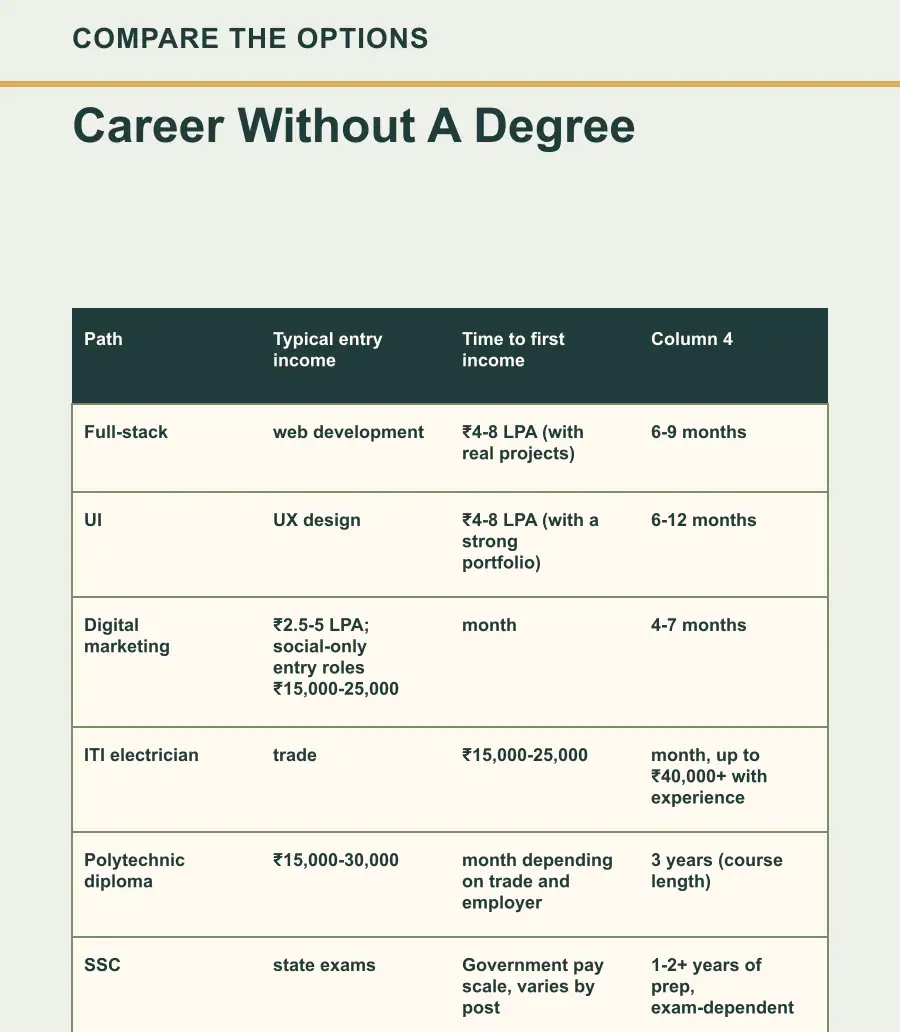 COMPARE THE OPTIONS
Career Without A Degree
Path
Typical entry
income
Time to first
income
Column 4
Full-stack
web development
₹4-8 LPA (with
real projects)
6-9 months
UI
UX design
₹4-8 LPA (with a
strong
portfolio)
6-12 months
Digital
marketing
₹2.5-5 LPA;
social-only
entry roles
₹15,000-25,000
month
4-7 months
ITI electrician
trade
₹15,000-25,000
month, up to
₹40,000+ with
experience
Polytechnic
diploma
₹15,000-30,000
month depending
on trade and
employer
3 years (course
length)
SSC
state exams
Government pay
scale, varies by
post
1-2+ years of
prep,
exam-dependent